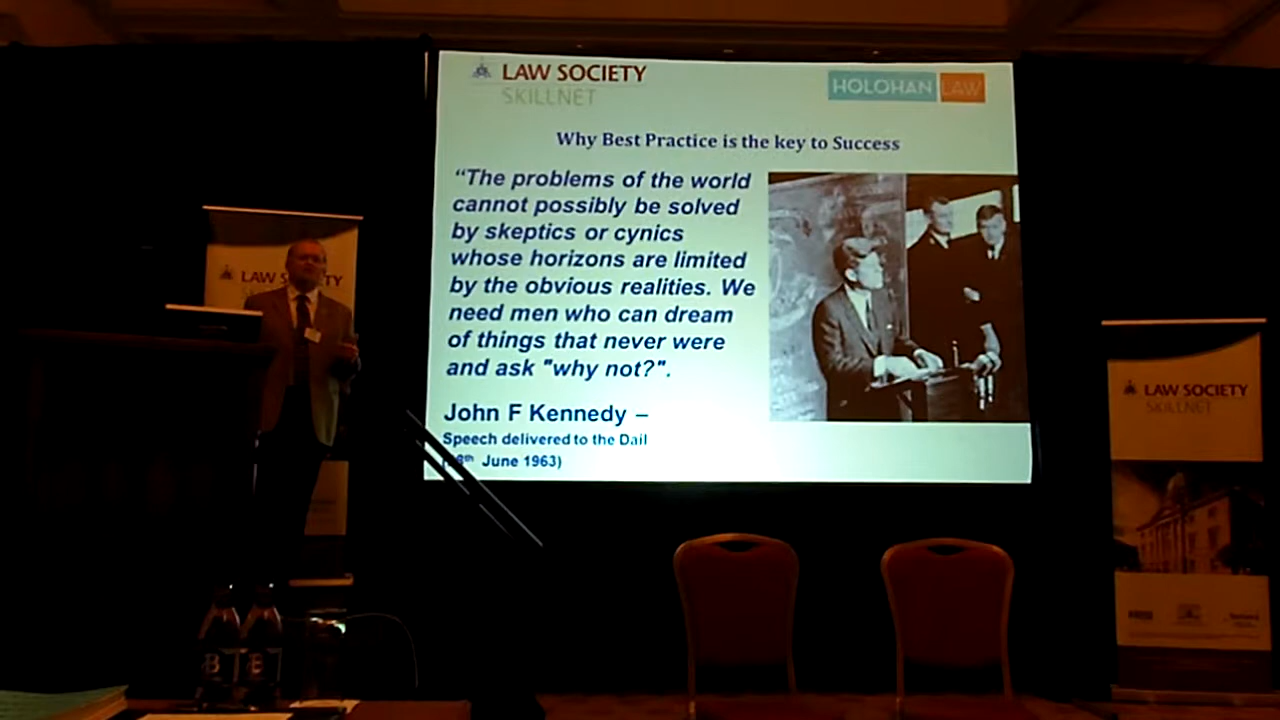 LAW SOCIETY
SKILLNET
HOLOHAN LAW
Why Best Practice is the key to Success
“The problems of the world
cannot possibly be solved
by skeptics or cynics
whose horizons are limited
by the obvious realities. We
need men who can dream
of things that never were
and ask "why not?".
John F Kennedy –
Speech delivered to the Dail
June 1963)
LAW SOCIETY
SKILLNET